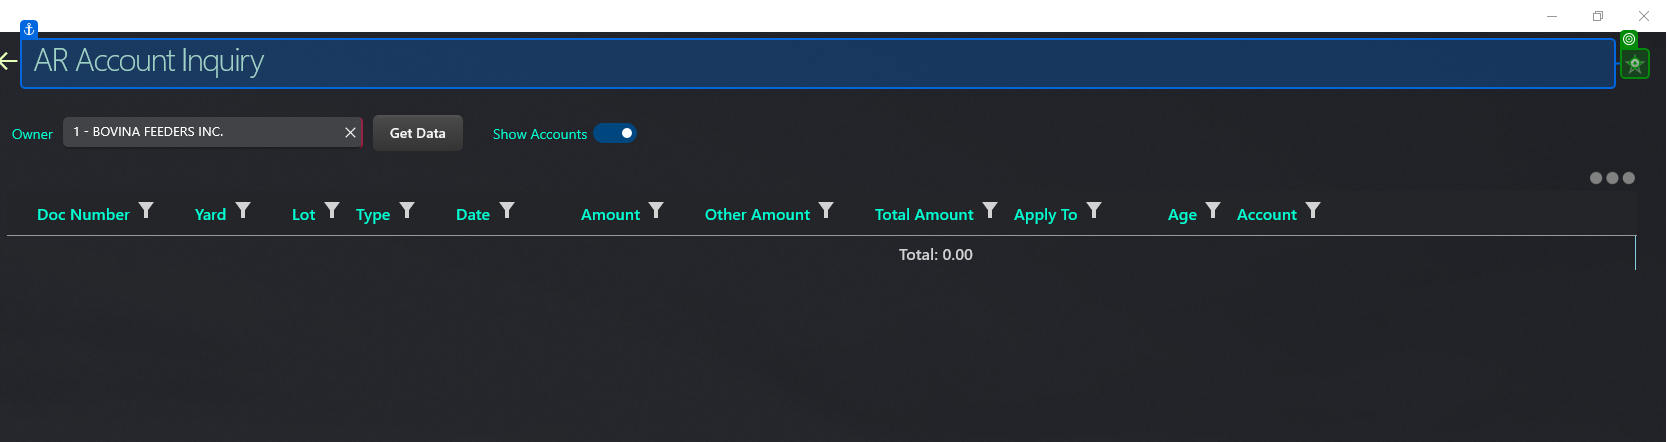 AR Account Inquiry
Owner 1 - BOVINA FEEDERS INC. Get Data Show Accounts
Doc Number Yard Lot Type Date Amount Other Amount Total Amount Apply To Age Account
Total: 0.00